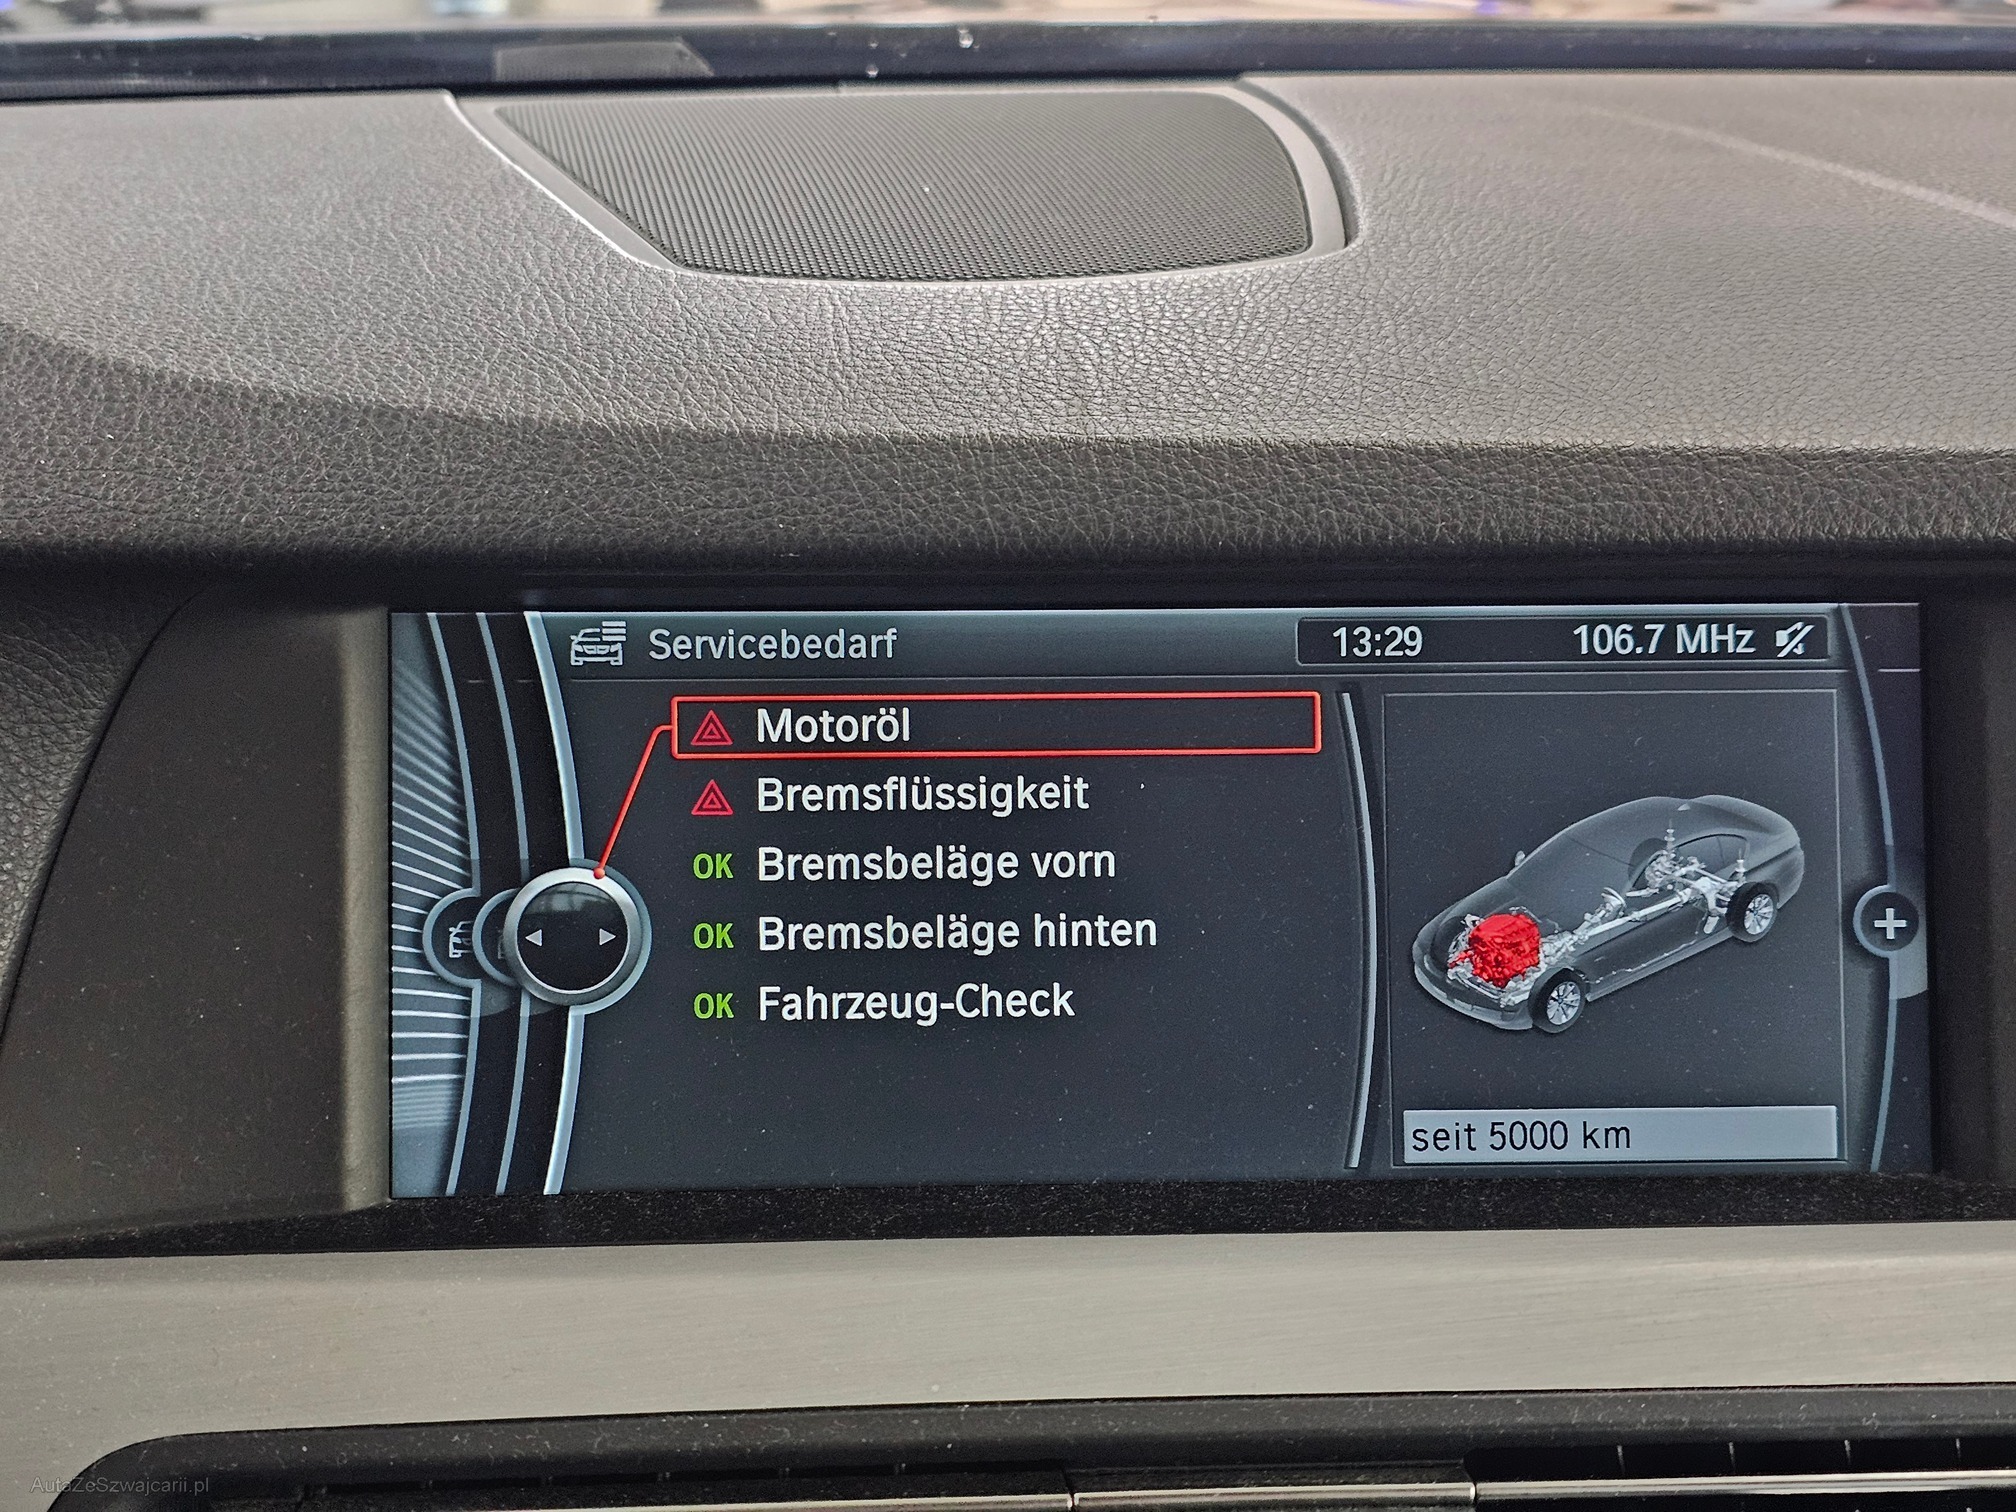 Servicebedarf 13:29 106.7 MHz
Motoröl
Bremsflüssigkeit
OK Bremsbeläge vorn
OK Bremsbeläge hinten
OK Fahrzeug-Check
seit 5000 km
AutaZeSzwajcarii.pl